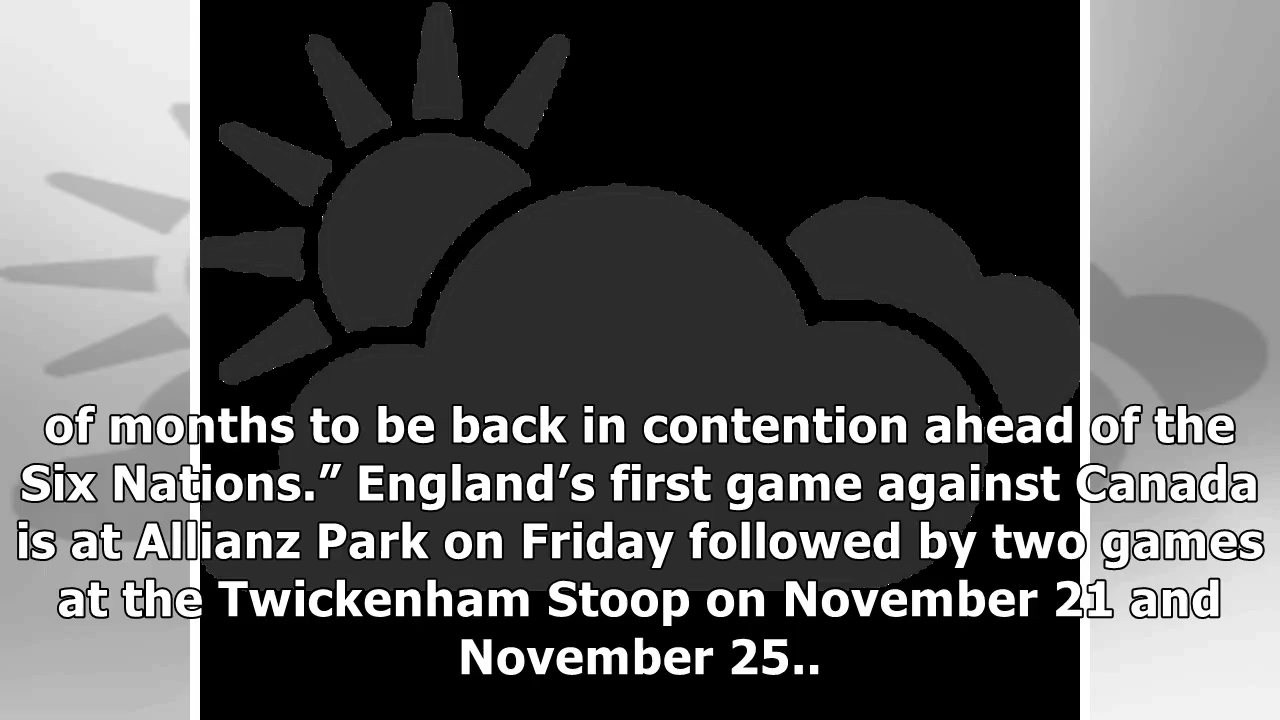 of months to be back in contention ahead of the
Six Nations.” England’s first game against Canada
is at Allianz Park on Friday followed by two games
at the Twickenham Stoop on November 21 and
November 25..